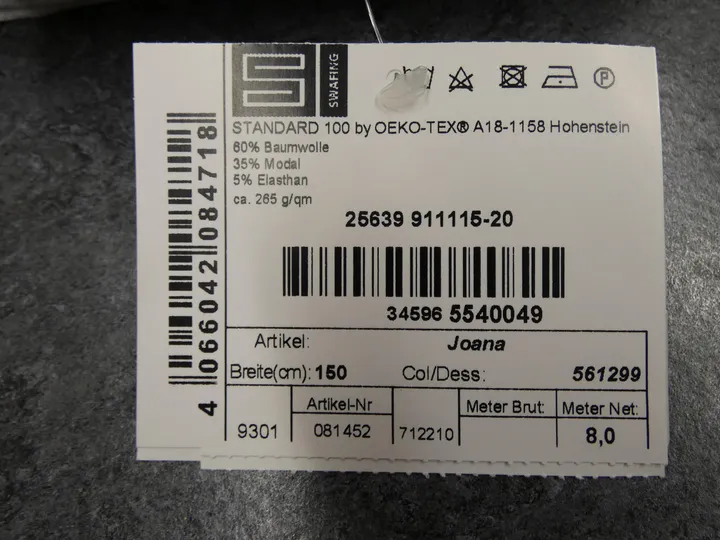 SWAFING
P
STANDARD 100 by OEKO-TEX® A18-1158 Hohenstein
60% Baumwolle
35% Modal
5% Elasthan
ca. 265 g/qm
25639 911115-20
34596 5540049
4 066042 084718
Artikel: Joana
Breite(cm): 150 Col/Dess: 561299
Artikel-Nr Meter Brut: Meter Net:
9301 081452 712210 8,0